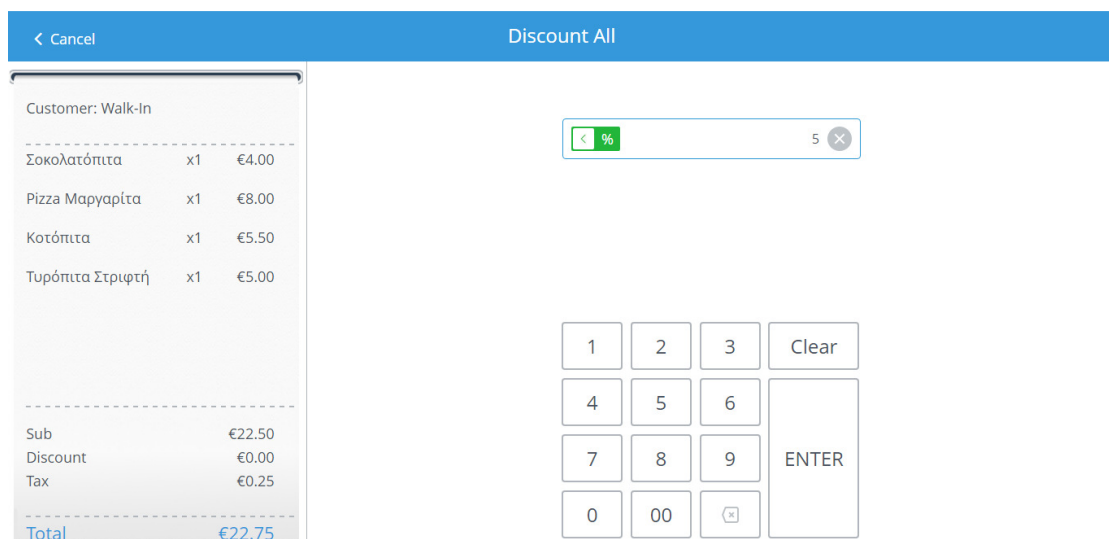 Cancel
Discount All
Customer: Walk-In
Σοκολατόπιτα x1 €4.00
Pizza Μαργαρίτα x1 €8.00
Κοτόπιτα x1 €5.50
Τυρόπιτα Στριφτή x1 €5.00
Sub €22.50
Discount €0.00
Tax €0.25
Total €22.75
% 5
1 2 3 Clear
4 5 6
7 8 9 ENTER
0 00